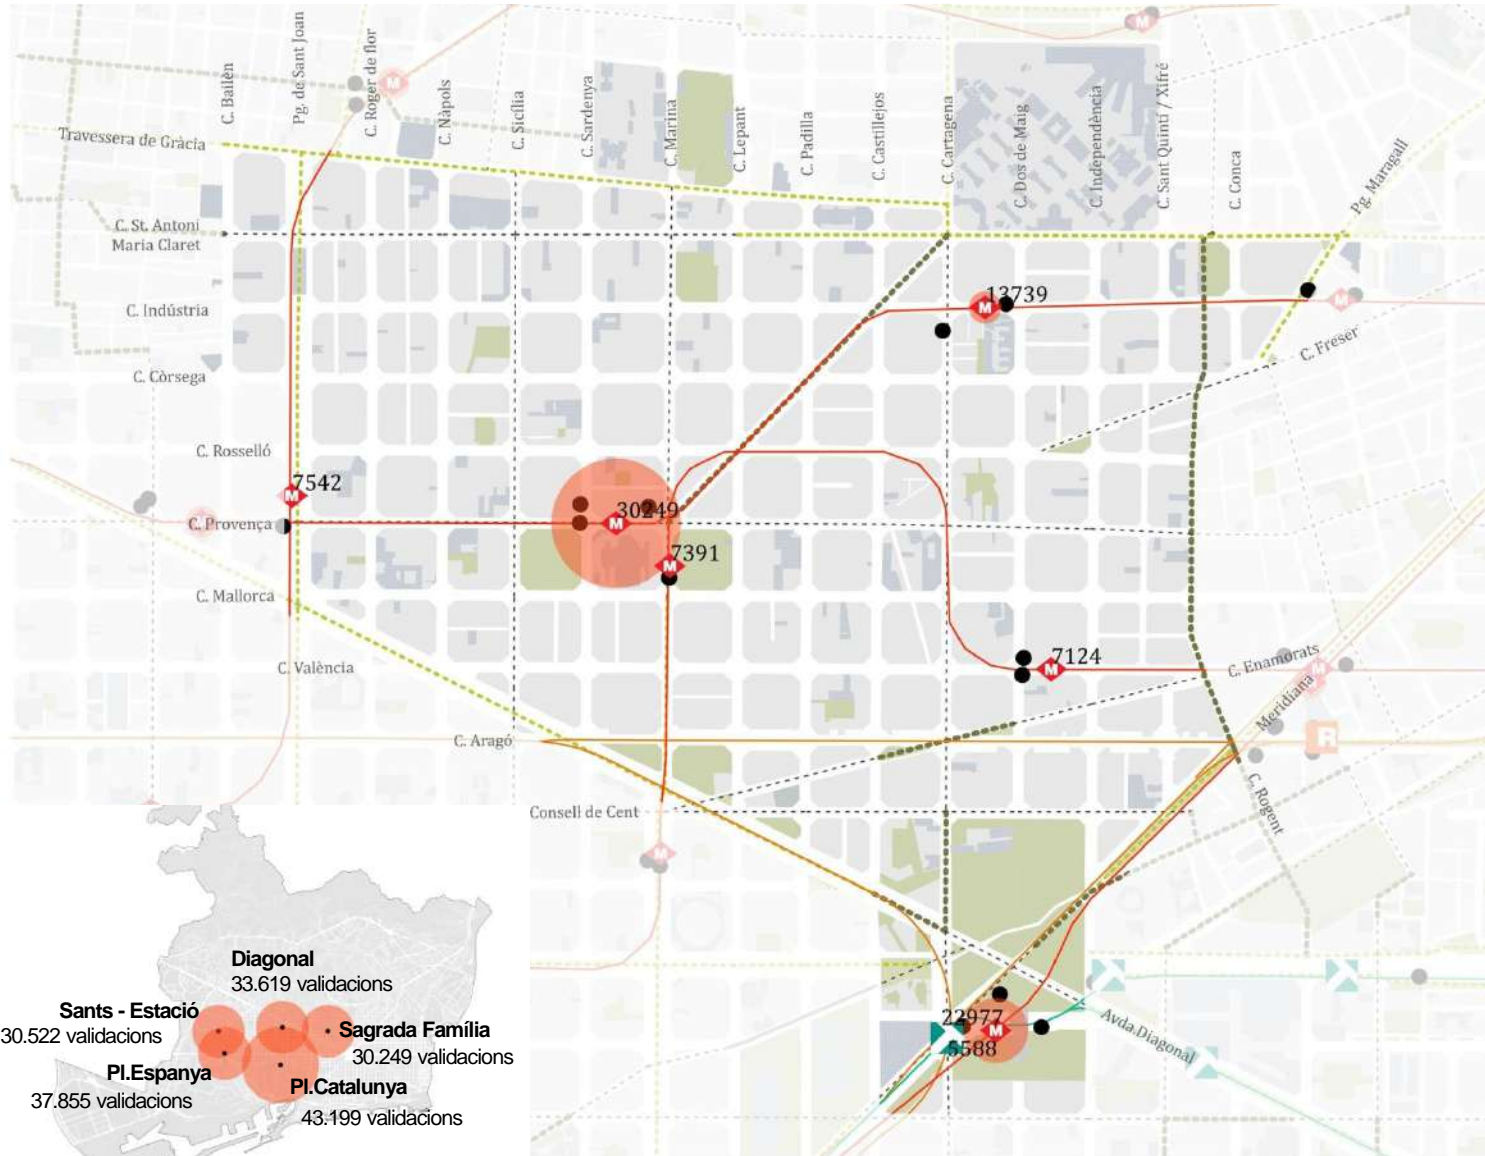 C. Bailèn
Pg. de Sant Joan
C. Roger de flor
C. Nàpols
C. Sicília
C. Sardenya
C. Marina
C. Lepant
C. Padilla
C. Castillejos
C. Cartagena
C. Dos de Maig
C. Independència
C. Sant Quintí / Xifré
C. Conca
Pg. Maragall
M
M
Travessera de Gràcia
C. St. Antoni
Maria Claret
C. Indústria
13739
M
M
C. Freser
C. Còrsega
C. Rosselló
7542
M
C. Provença
M
30249
M
7391
M
C. Mallorca
C. València
7124
M
C. Enamorats
M
Meridiana
C. Aragó
R
C. Rogent
Consell de Cent
M
22977
M
5588
Avda.Diagonal
Diagonal
33.619 validacions
Sants - Estació
30.522 validacions
Sagrada Família
30.249 validacions
Pl.Espanya
37.855 validacions
Pl.Catalunya
43.199 validacions